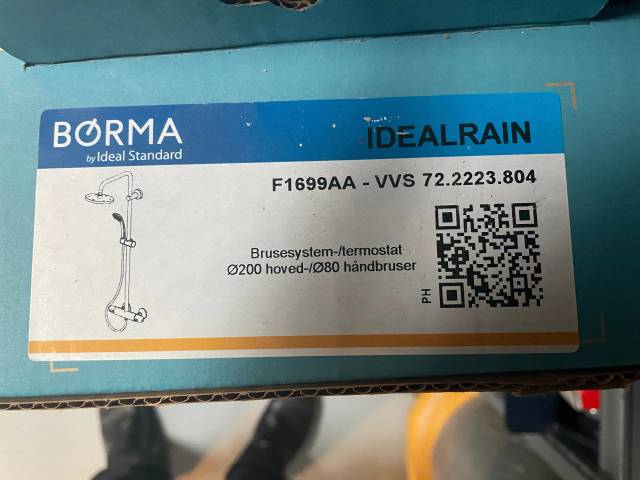 BØRMA
by Ideal Standard
IDEALRAIN
F1699AA - VVS 72.2223.804
Brusesystem-/termostat
Ø200 hoved-/Ø80 håndbruser
PH